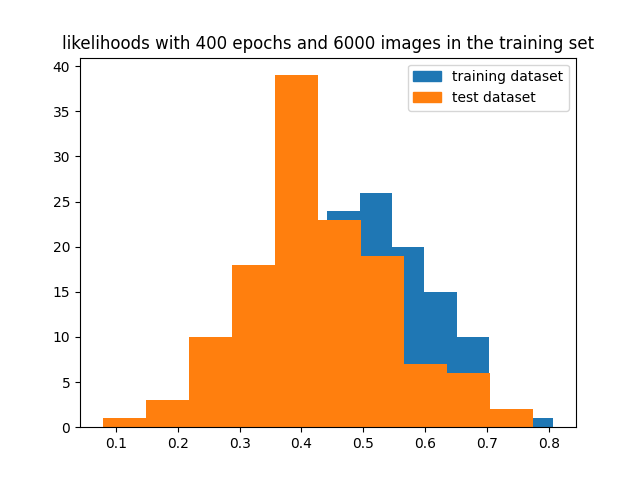 likelihoods with 400 epochs and 6000 images in the training set
training dataset
test dataset
40
35
30
25
20
15
10
5
0
0.1 0.2 0.3 0.4 0.5 0.6 0.7 0.8